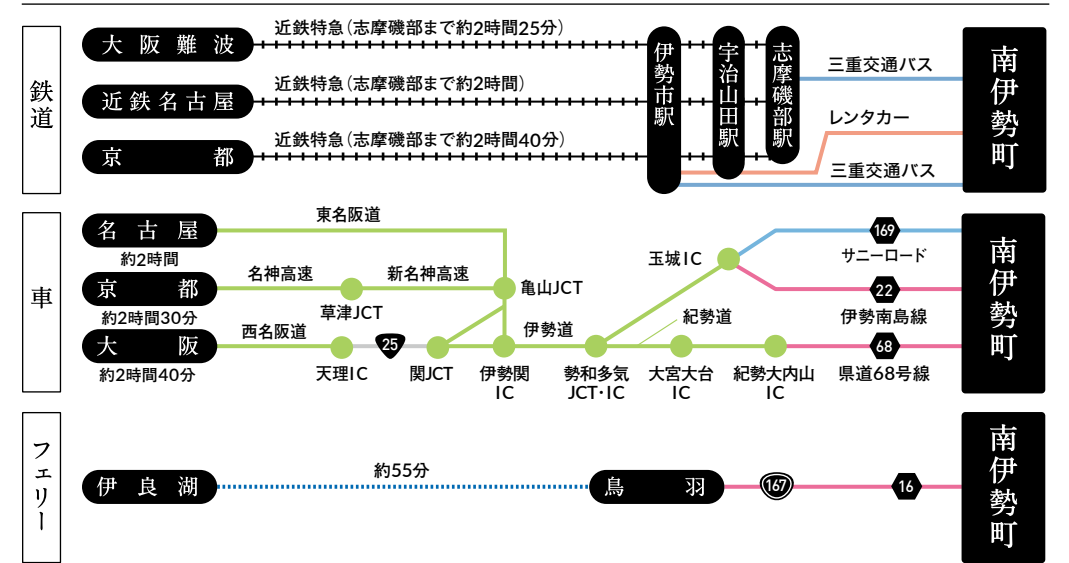 鉄道
大阪難波
近鉄特急（志摩磯部まで約2時間25分）
近鉄名古屋
近鉄特急（志摩磯部まで約2時間）
京都
近鉄特急（志摩磯部まで約2時間40分）
伊勢市駅
宇治山田駅
志摩磯部駅
三重交通バス
レンタカー
三重交通バス
南伊勢町
車
名古屋
約2時間
東名阪道
京都
約2時間30分
名神高速
草津JCT
新名神高速
亀山JCT
大阪
約2時間40分
西名阪道
天理IC
25
関JCT
伊勢関
IC
伊勢道
勢和多気
JCT・IC
紀勢道
大宮大台
IC
紀勢大内山
IC
玉城IC
169
サニーロード
22
伊勢南島線
68
県道68号線
南伊勢町
フェリー
伊良湖
約55分
鳥羽
167
16
南伊勢町